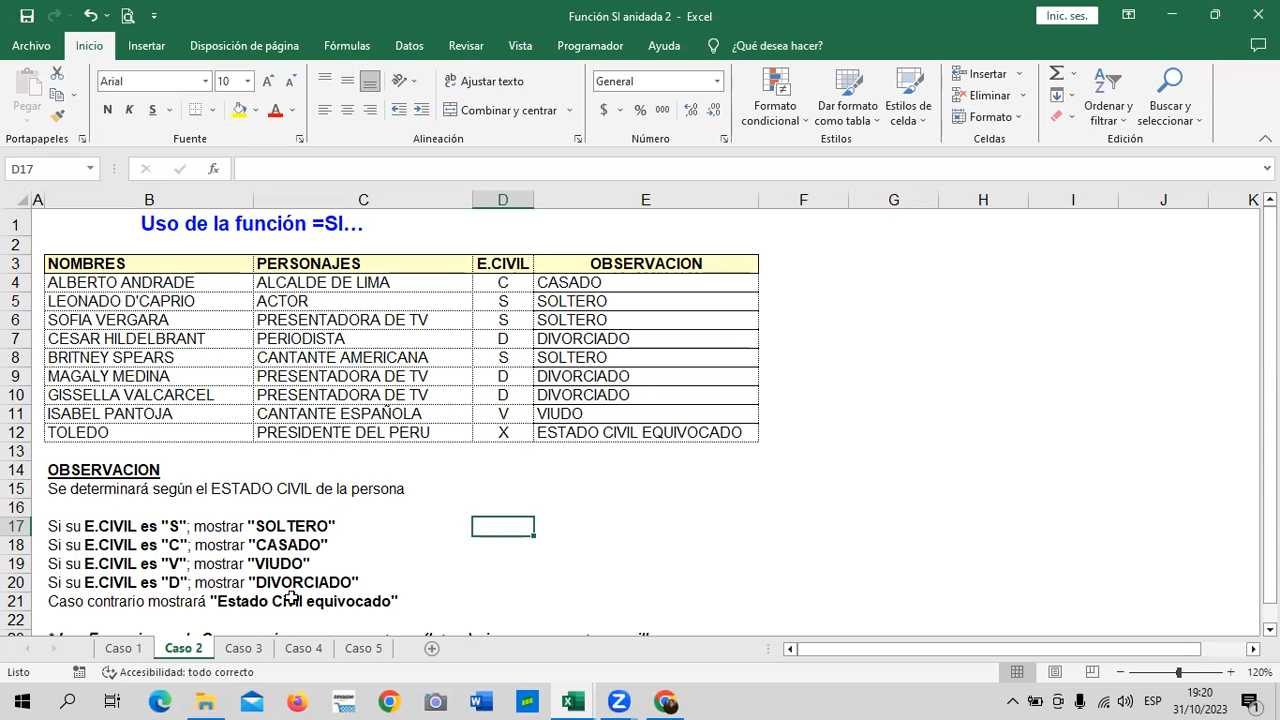 Función SI anidada 2 - Excel
Inic. ses.
Archivo Inicio Insertar Disposición de página Fórmulas Datos Revisar Vista Programador Ayuda ¿Qué desea hacer?
Pegar
Arial 10
Ajustar texto
General
Combinar y centrar
N K S
$ % 000
Formato condicional
Dar formato como tabla
Estilos de celda
Insertar
Eliminar
Formato
Ordenar y filtrar
Buscar y seleccionar
Portapapeles Fuente Alineación Número Estilos Celdas Edición
D17 fx
A B C D E F G H I J K
1 Uso de la función =SI...
2
3 NOMBRES PERSONAJES E.CIVIL OBSERVACION
4 ALBERTO ANDRADE ALCALDE DE LIMA C CASADO
5 LEONADO D'CAPRIO ACTOR S SOLTERO
6 SOFIA VERGARA PRESENTADORA DE TV S SOLTERO
7 CESAR HILDELBRANT PERIODISTA D DIVORCIADO
8 BRITNEY SPEARS CANTANTE AMERICANA S SOLTERO
9 MAGALY MEDINA PRESENTADORA DE TV D DIVORCIADO
10 GISSELLA VALCARCEL PRESENTADORA DE TV D DIVORCIADO
11 ISABEL PANTOJA CANTANTE ESPAÑOLA V VIUDO
12 TOLEDO PRESIDENTE DEL PERU X ESTADO CIVIL EQUIVOCADO
13
14 OBSERVACION
15 Se determinará según el ESTADO CIVIL de la persona
16
17 Si su E.CIVIL es "S"; mostrar "SOLTERO"
18 Si su E.CIVIL es "C"; mostrar "CASADO"
19 Si su E.CIVIL es "V"; mostrar "VIUDO"
20 Si su E.CIVIL es "D"; mostrar "DIVORCIADO"
21 Caso contrario mostrará "Estado Civil equivocado"
22
Caso 1 Caso 2 Caso 3 Caso 4 Caso 5
Listo Accesibilidad: todo correcto 120%
ESP 19:20
31/10/2023